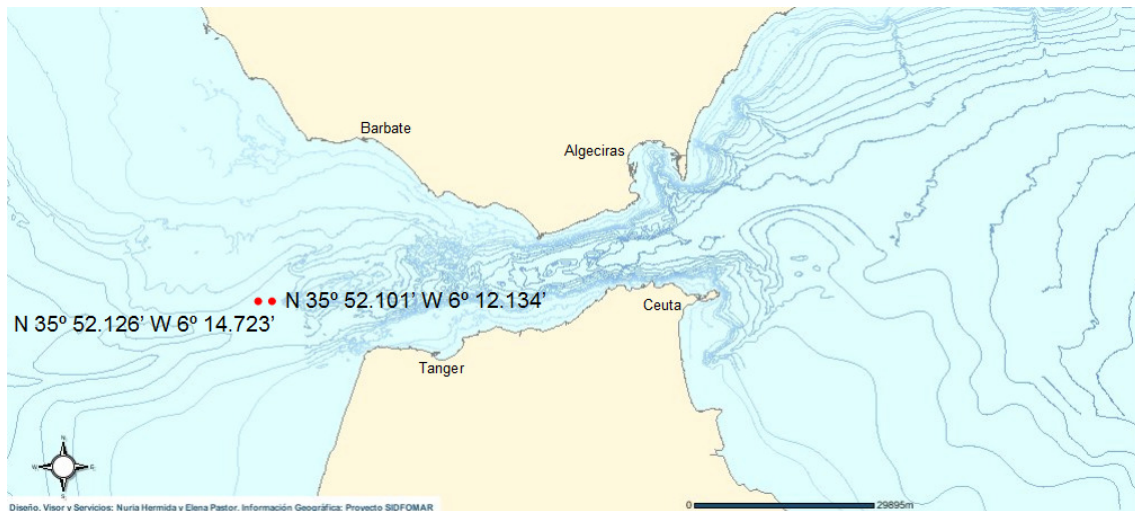 Barbate
Algeciras
N 35º 52.101’ W 6º 12.134’
Ceuta
N 35º 52.126’ W 6º 14.723’
Tanger
N
W E
S
0 29895m
Diseño, Visor y Servicios: Nuria Hermida y Elena Pastor. Información Geográfica: Proyecto SIDFOMAR